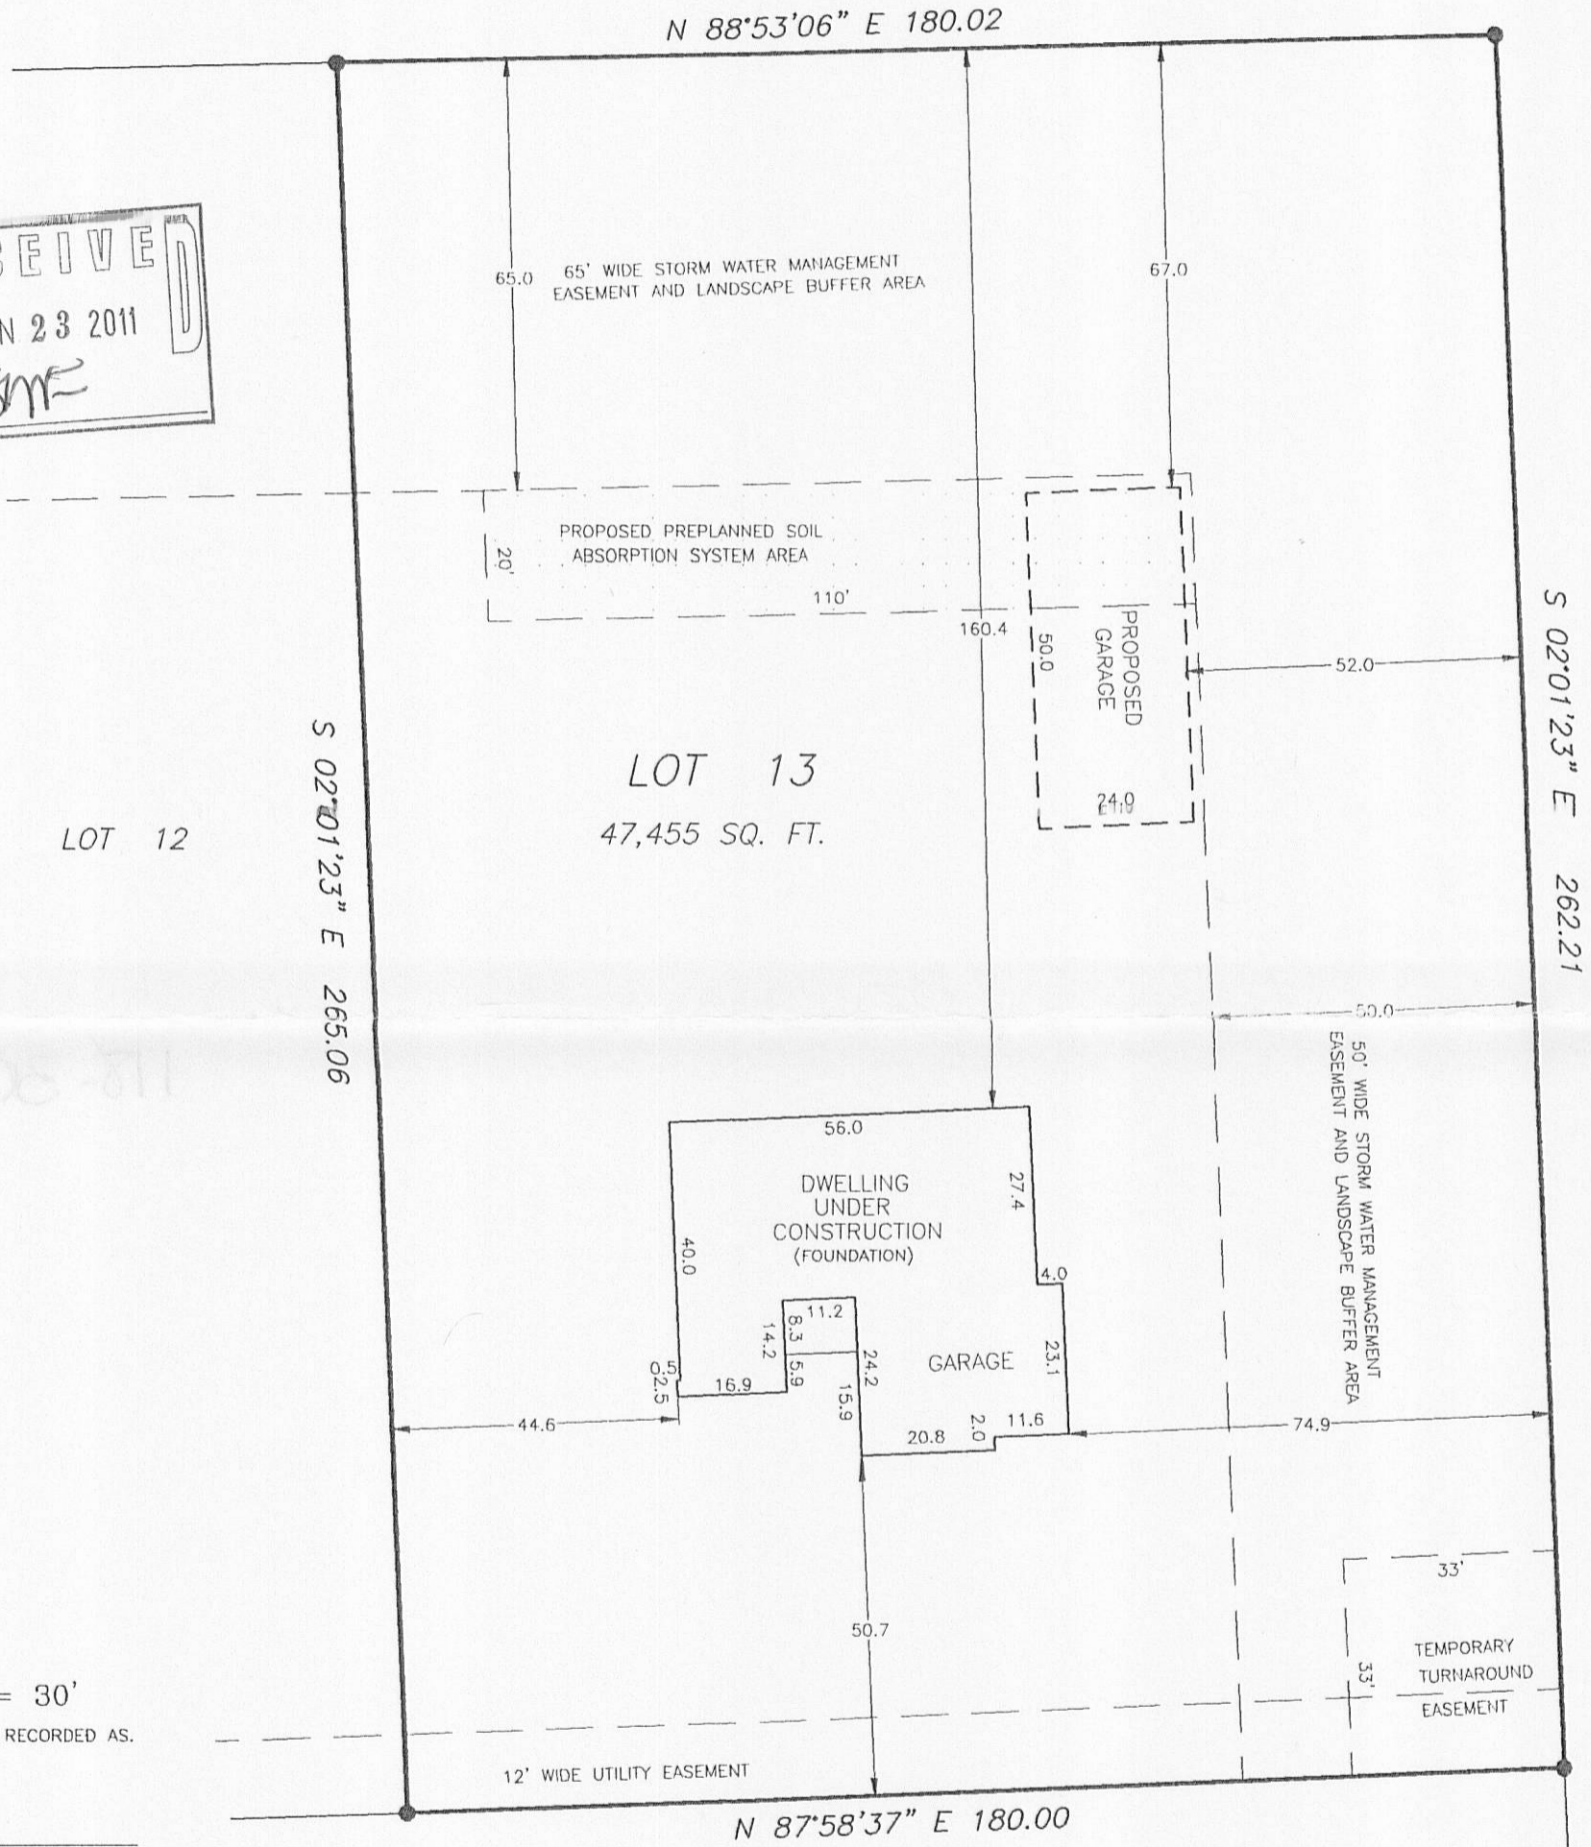 N 88°53'06" E 180.02
EIVED
N 23 2011
65.0
65' WIDE STORM WATER MANAGEMENT
EASEMENT AND LANDSCAPE BUFFER AREA
67.0
PROPOSED PREPLANNED SOIL
ABSORPTION SYSTEM AREA
20'
110'
160.4
50.0
PROPOSED
GARAGE
24.0
52.0
S 02°01'23" E 262.21
S 02°01'23" E 265.06
LOT 13
47,455 SQ. FT.
LOT 12
50.0
50' WIDE STORM WATER MANAGEMENT
EASEMENT AND LANDSCAPE BUFFER AREA
56.0
DWELLING
UNDER
CONSTRUCTION
(FOUNDATION)
27.4
40.0
4.0
11.2
8.3
14.2
5.9
24.2
15.9
GARAGE
23.1
0.5
2.5
16.9
44.6
20.8
2.0
11.6
74.9
50.7
33'
33'
TEMPORARY
TURNAROUND
EASEMENT
= 30'
RECORDED AS.
12' WIDE UTILITY EASEMENT
N 87°58'37" E 180.00